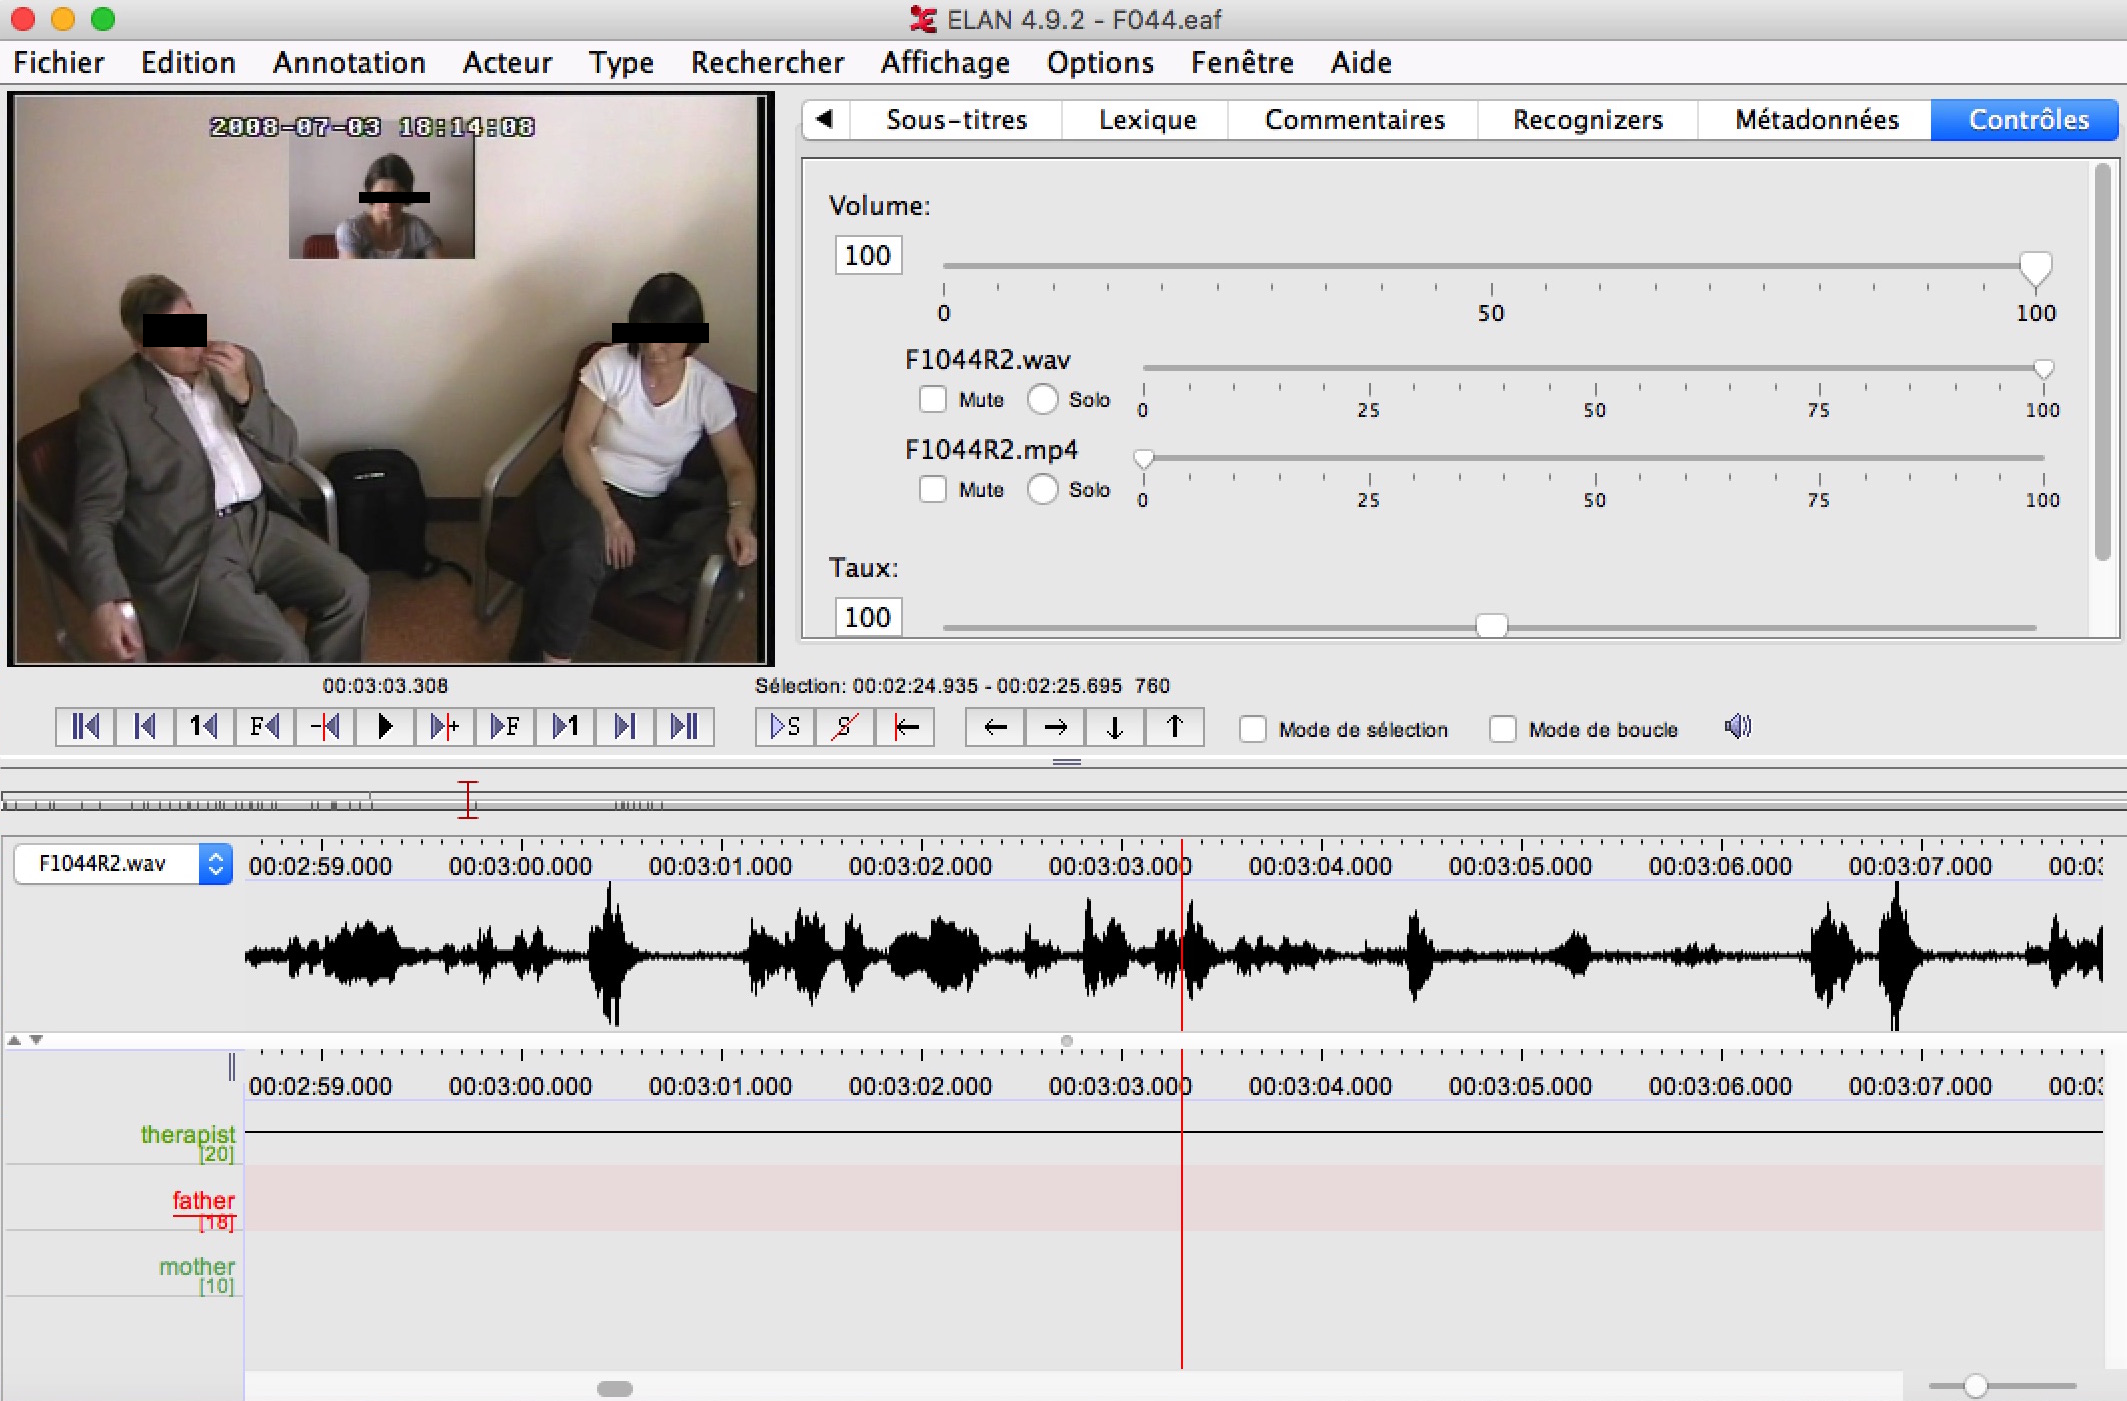 ELAN 4.9.2 - F044.eaf
Fichier Edition Annotation Acteur Type Rechercher Affichage Options Fenêtre Aide
2008-07-03 18:14:08
Sous-titres Lexique Commentaires Recognizers Métadonnées Contrôles
Volume:
100
0 50 100
F1044R2.wav
Mute Solo 0 25 50 75 100
F1044R2.mp4
Mute Solo 0 25 50 75 100
Taux:
100
00:03:03.308 Sélection: 00:02:24.935 - 00:02:25.695 760
1 F F 1 S S Mode de sélection Mode de boucle
F1044R2.wav 00:02:59.000 00:03:00.000 00:03:01.000 00:03:02.000 00:03:03.000 00:03:04.000 00:03:05.000 00:03:06.000 00:03:07.000 00:03
00:02:59.000 00:03:00.000 00:03:01.000 00:03:02.000 00:03:03.000 00:03:04.000 00:03:05.000 00:03:06.000 00:03:07.000 00:03
therapist
[20]
father
[18]
mother
[10]